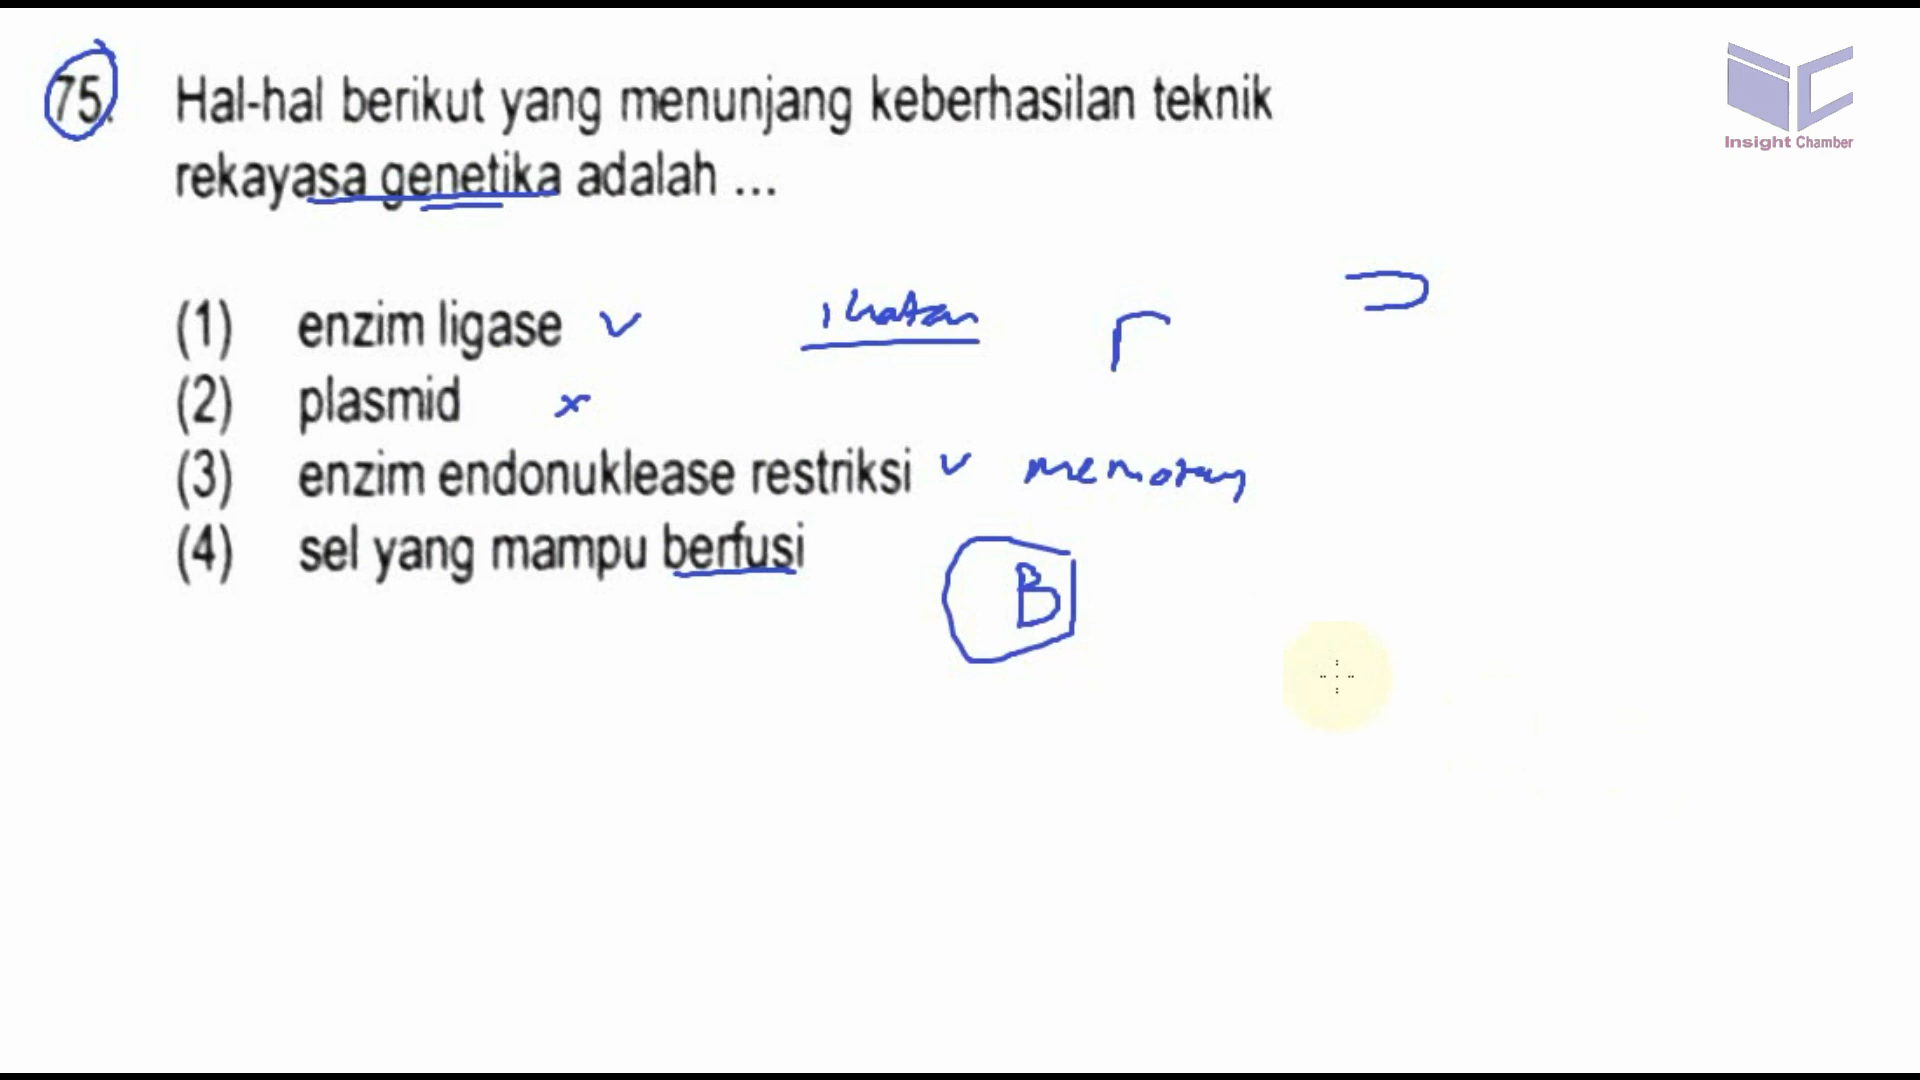 75. Hal-hal berikut yang menunjang keberhasilan teknik
rekayasa genetika adalah ...
Insight Chamber
(1) enzim ligase v ikatan
(2) plasmid x
(3) enzim endonuklease restriksi v memotong
(4) sel yang mampu berfusi
B